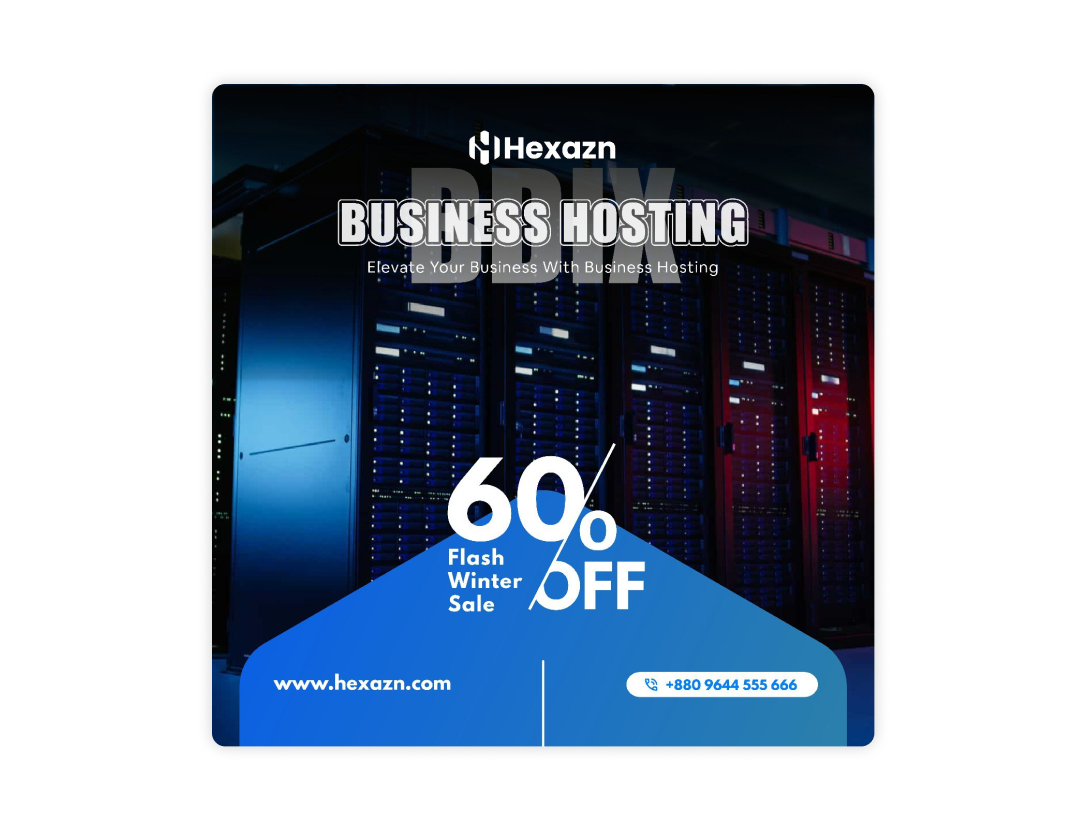 Hexazn
BDIX
BUSINESS HOSTING
Elevate Your Business With Business Hosting
60%
OFF
Flash
Winter
Sale
www.hexazn.com
+880 9644 555 666